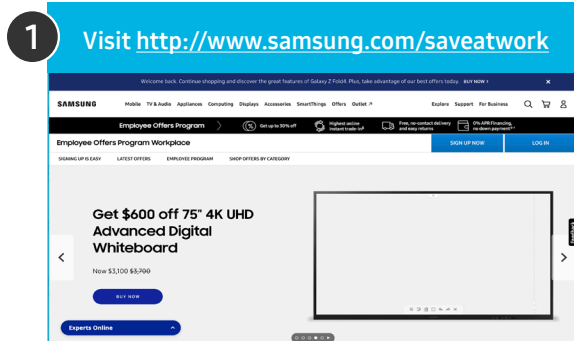 1
Visit http://www.samsung.com/saveatwork
Welcome back. Continue shopping and discover the great features of Galaxy Z Fold4. Plus, take advantage of our best offers today. BUY NOW >
SAMSUNG Mobile TV & Audio Appliances Computing Displays Accessories SmartThings Offers Outlet ↗ Explore Support For Business
Employee Offers Program > Get up to 30% off Highest online instant trade-in² Free, no-contact delivery and easy returns 0% APR Financing, no down payment
Employee Offers Program Workplace SIGN UP NOW LOG IN
SIGNING UP IS EASY LATEST OFFERS EMPLOYEE PROGRAM SHOP OFFERS BY CATEGORY
Get $600 off 75" 4K UHD
Advanced Digital
Whiteboard
Now $3,100 $3,700
BUY NOW
Feedback
Experts Online